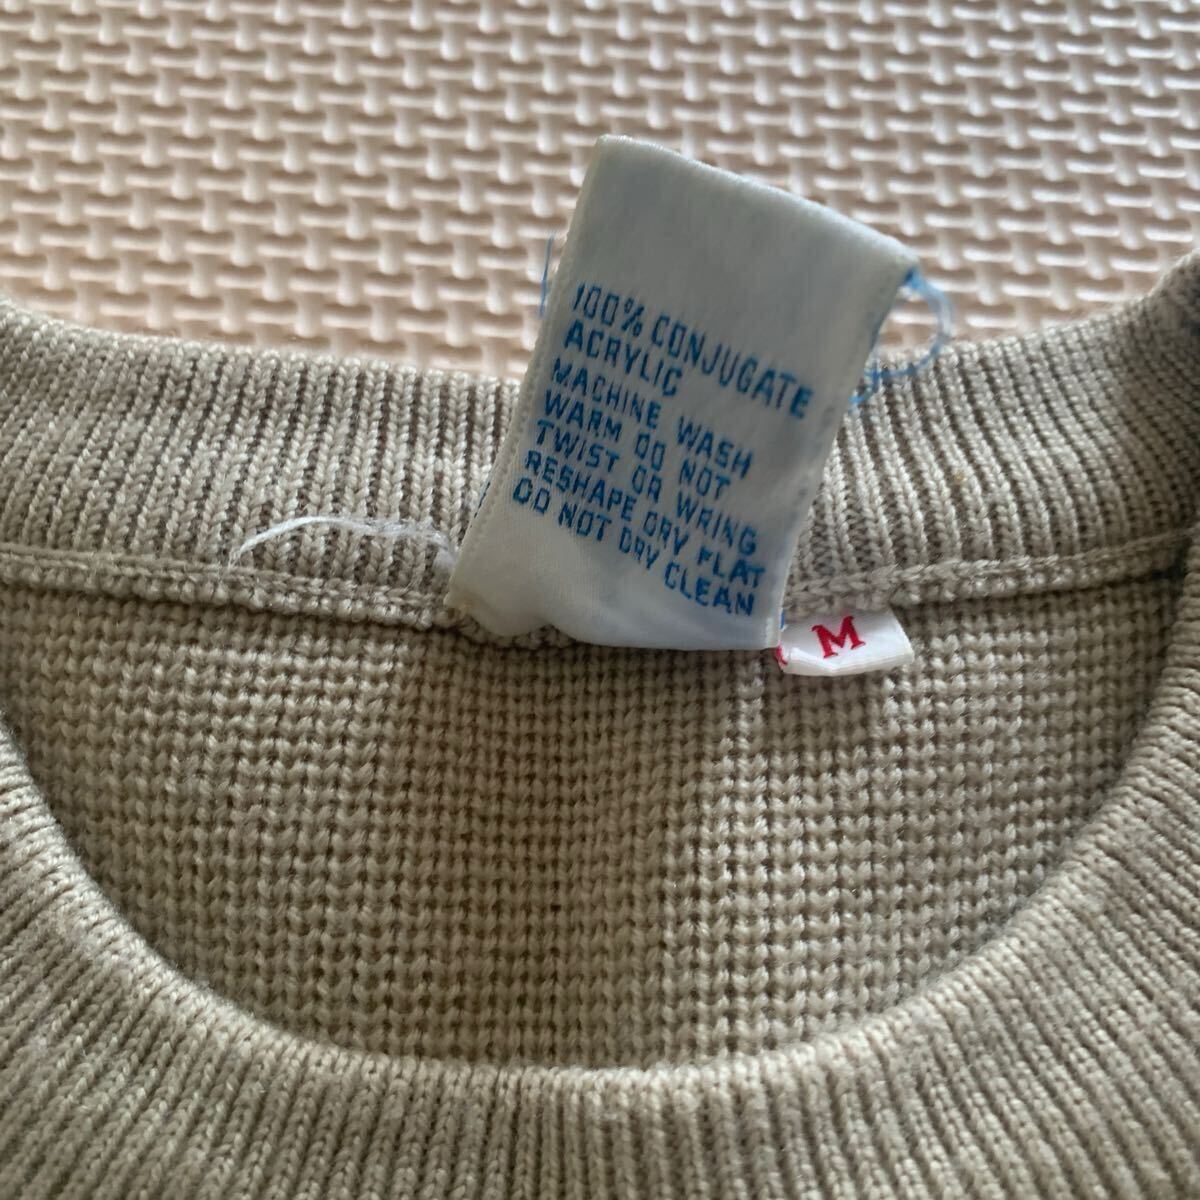 100% CONJUGATE
ACRYLIC
MACHINE WASH
WARM DO NOT
TWIST OR WRING
RESHAPE DRY FLAT
DO NOT DRY CLEAN
M